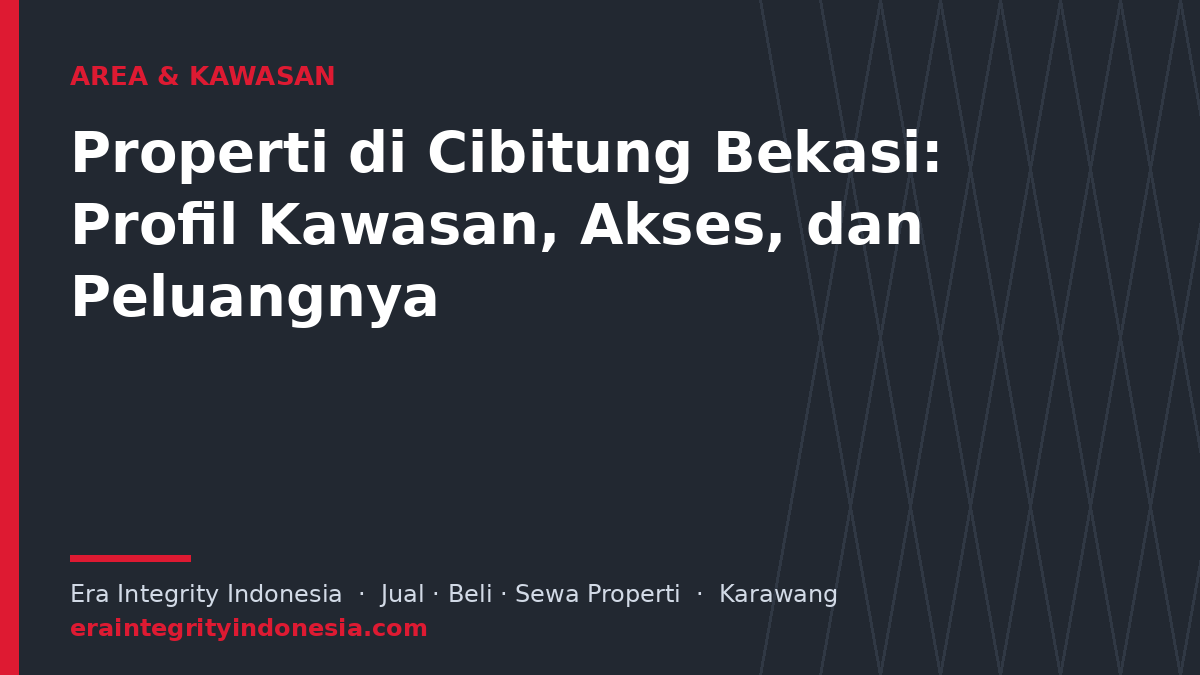 AREA & KAWASAN
Properti di Cibitung Bekasi:
Profil Kawasan, Akses, dan
Peluangnya
Era Integrity Indonesia · Jual · Beli · Sewa Properti · Karawang
eraintegrityindonesia.com